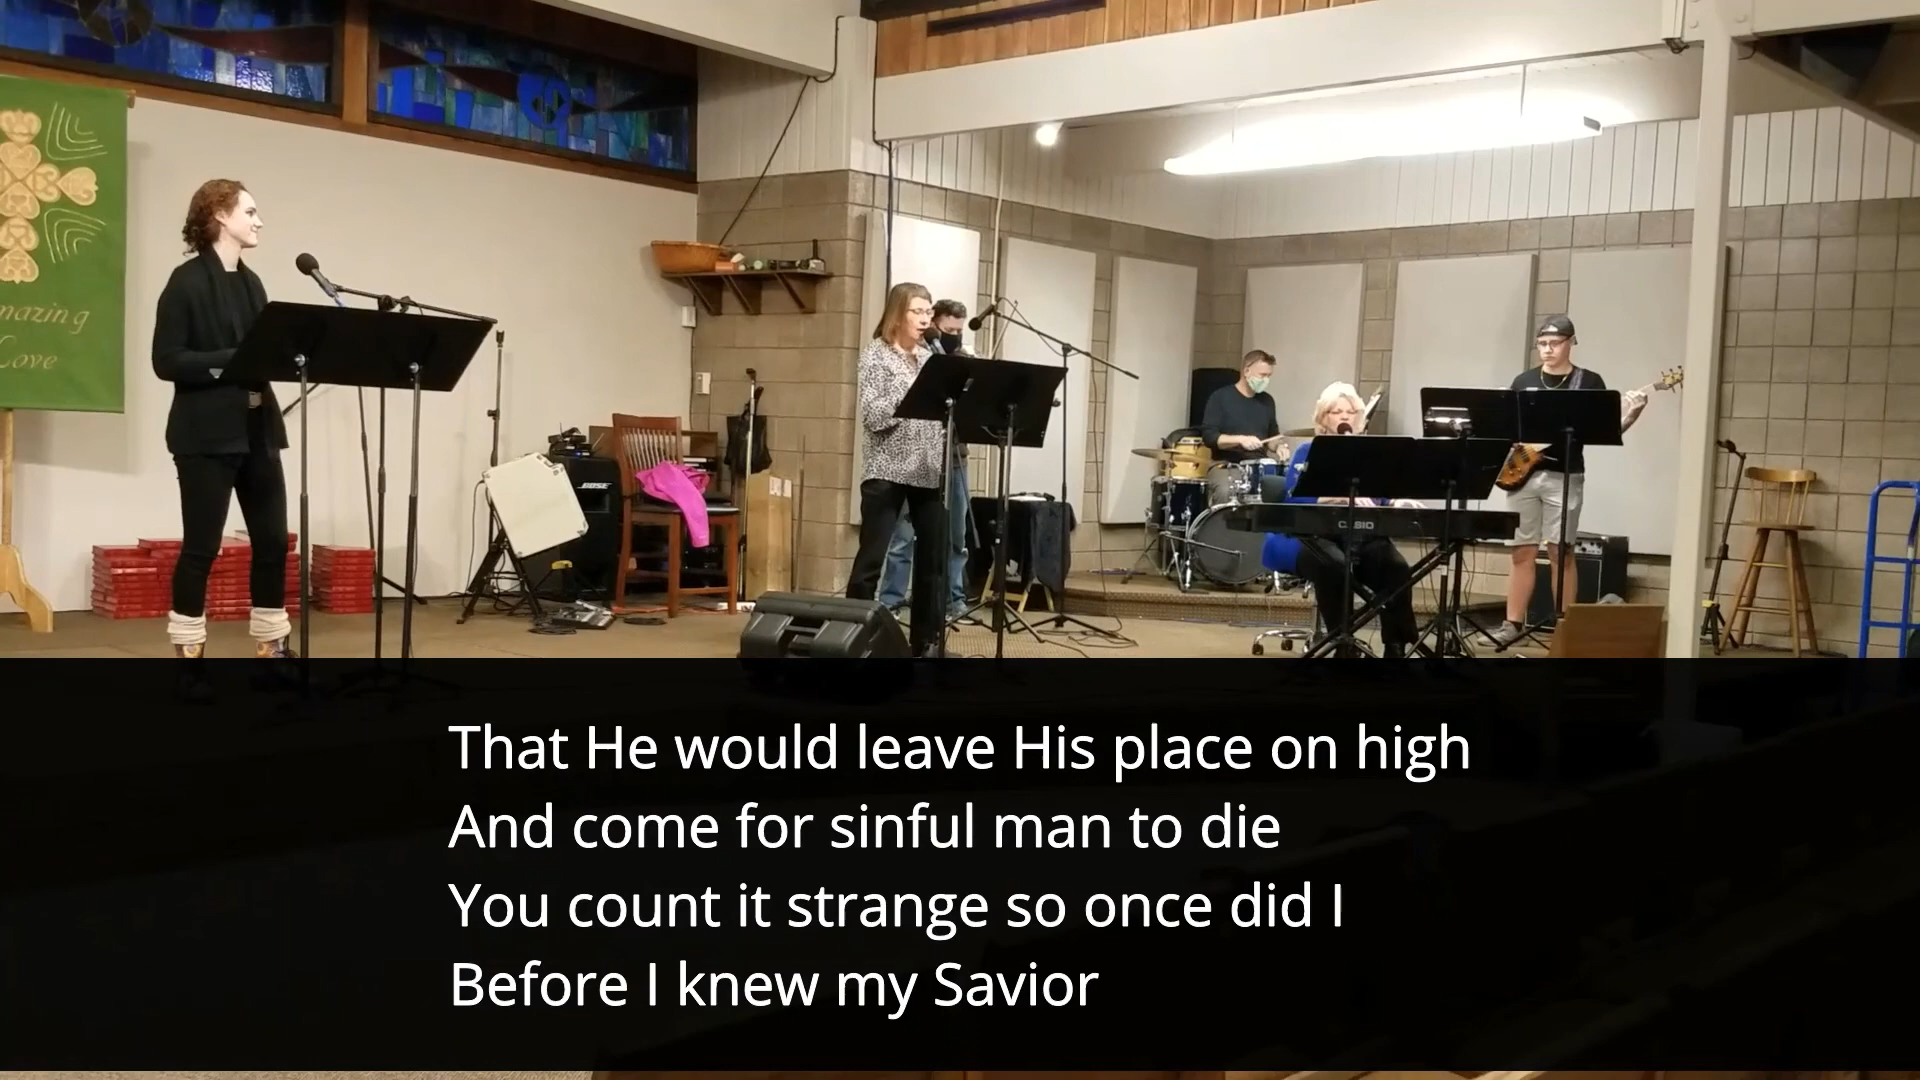 mazing
Love
BOSE
CASIO
That He would leave His place on high
And come for sinful man to die
You count it strange so once did I
Before I knew my Savior